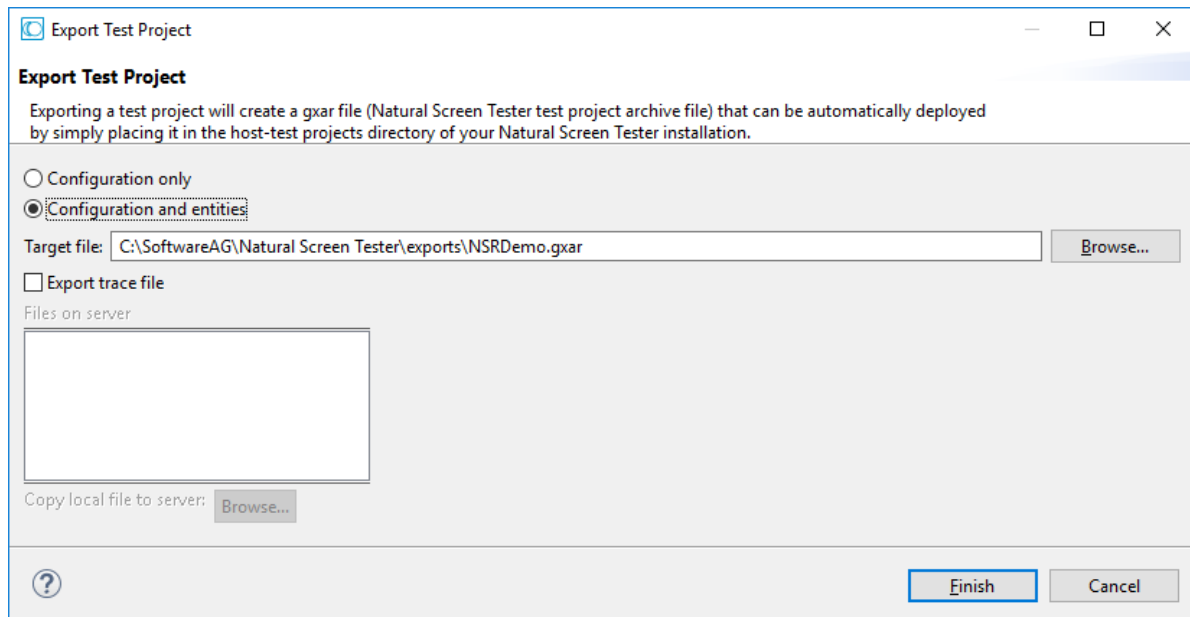 Export Test Project
Export Test Project
Exporting a test project will create a gxar file (Natural Screen Tester test project archive file) that can be automatically deployed
by simply placing it in the host-test projects directory of your Natural Screen Tester installation.
Configuration only
Configuration and entities
Target file: C:\SoftwareAG\Natural Screen Tester\exports\NSRDemo.gxar Browse...
Export trace file
Files on server
Copy local file to server: Browse...
? Finish Cancel